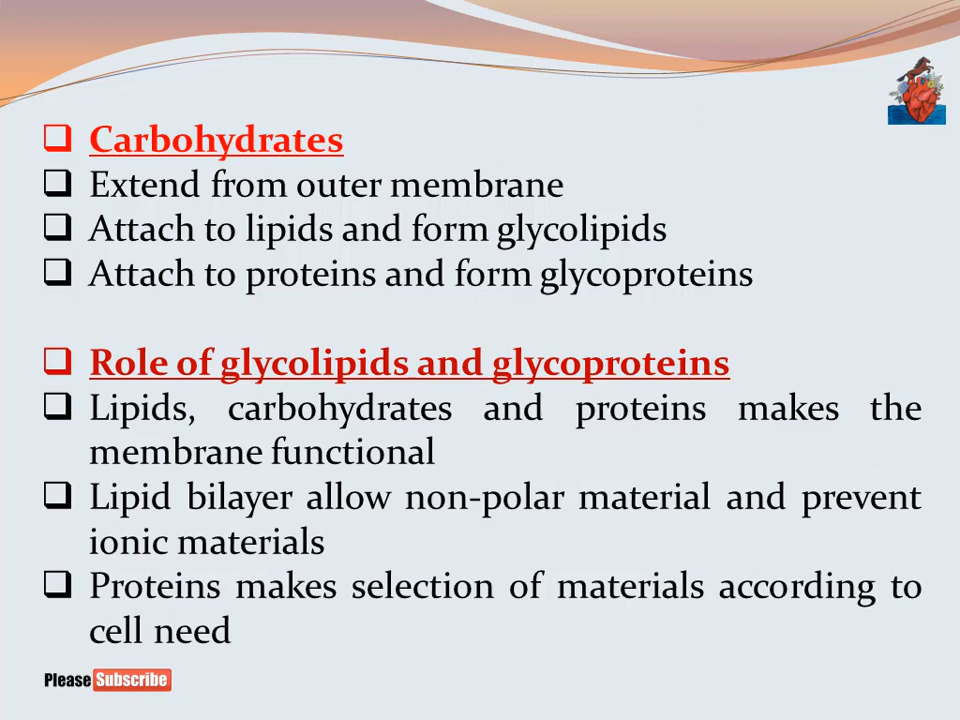 Carbohydrates
Extend from outer membrane
Attach to lipids and form glycolipids
Attach to proteins and form glycoproteins
Role of glycolipids and glycoproteins
Lipids, carbohydrates and proteins makes the
membrane functional
Lipid bilayer allow non-polar material and prevent
ionic materials
Proteins makes selection of materials according to
cell need
Please Subscribe